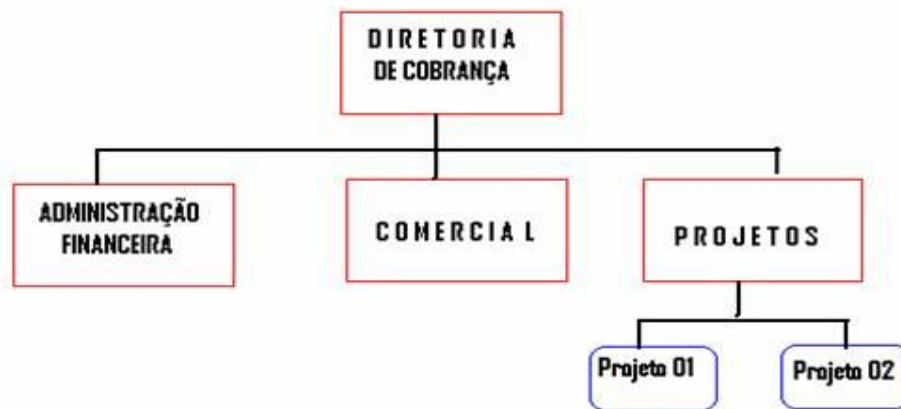 DIRETORIA
DE COBRANÇA
ADMINISTRAÇÃO
FINANCEIRA
COMERCIAL
PROJETOS
Projeto 01
Projeto 02